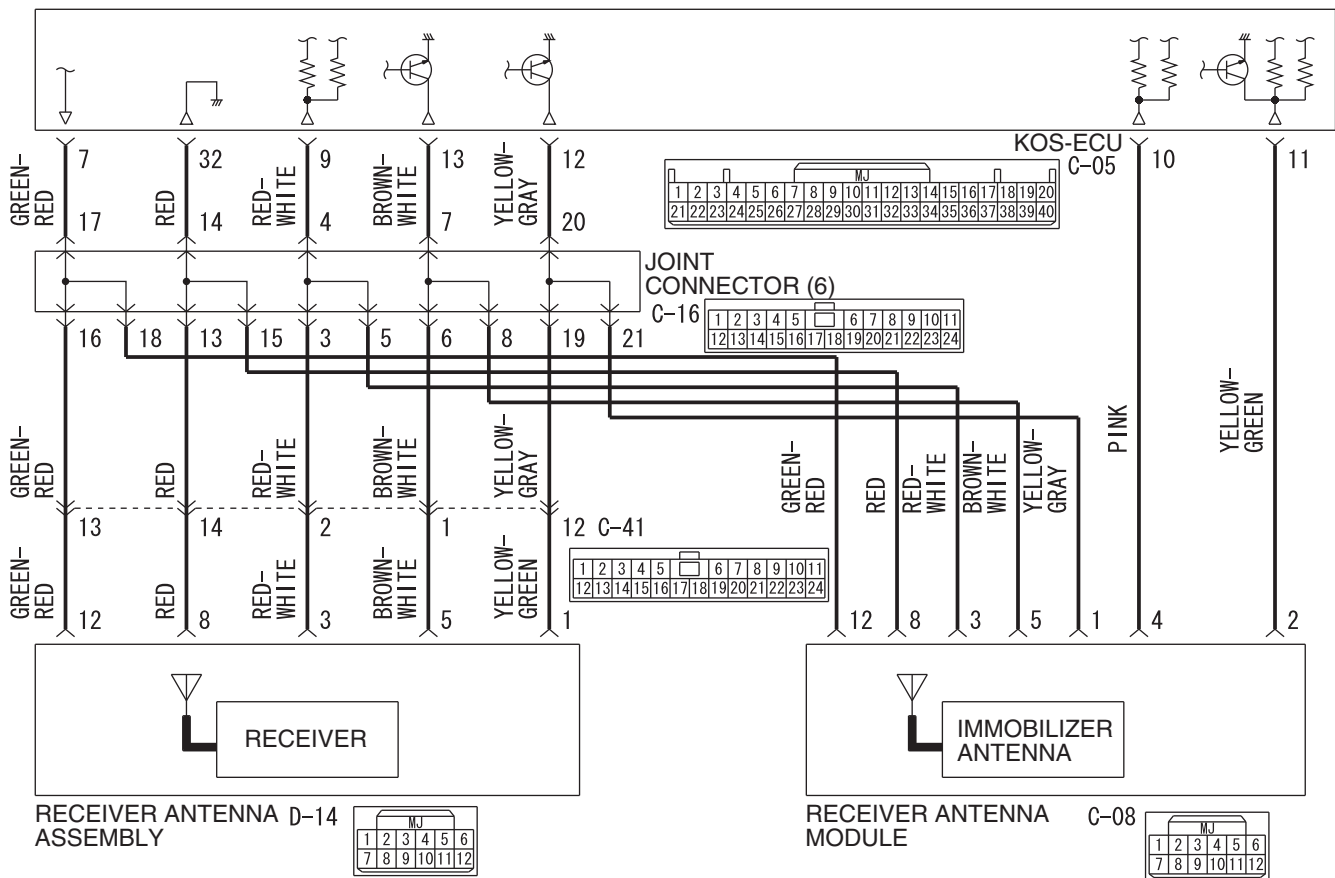 KOS-ECU
C-05
7 32 9 13 12 10 11
GREEN-
RED
RED
RED-
WHITE
BROWN-
WHITE
YELLOW-
GRAY
MJ
1 2 3 4 5 6 7 8 9 10 11 12 13 14 15 16 17 18 19 20
21 22 23 24 25 26 27 28 29 30 31 32 33 34 35 36 37 38 39 40
17 14 4 7 20
JOINT
CONNECTOR (6)
C-16
1 2 3 4 5 6 7 8 9 10 11
12 13 14 15 16 17 18 19 20 21 22 23 24
16 18 13 15 3 5 6 8 19 21
GREEN-
RED
RED
RED-
WHITE
BROWN-
WHITE
YELLOW-
GRAY
GREEN-
RED
RED
RED-
WHITE
BROWN-
WHITE
YELLOW-
GRAY
PINK
YELLOW-
GREEN
13 14 2 1 12 C-41
1 2 3 4 5 6 7 8 9 10 11
12 13 14 15 16 17 18 19 20 21 22 23 24
GREEN-
RED
RED
RED-
WHITE
BROWN-
WHITE
YELLOW-
GREEN
12 8 3 5 1
12 8 3 5 1 4 2
RECEIVER
IMMOBILIZER
ANTENNA
RECEIVER ANTENNA
ASSEMBLY
D-14
MJ
1 2 3 4 5 6
7 8 9 10 11 12
RECEIVER ANTENNA
MODULE
C-08
MJ
1 2 3 4 5 6
7 8 9 10 11 12